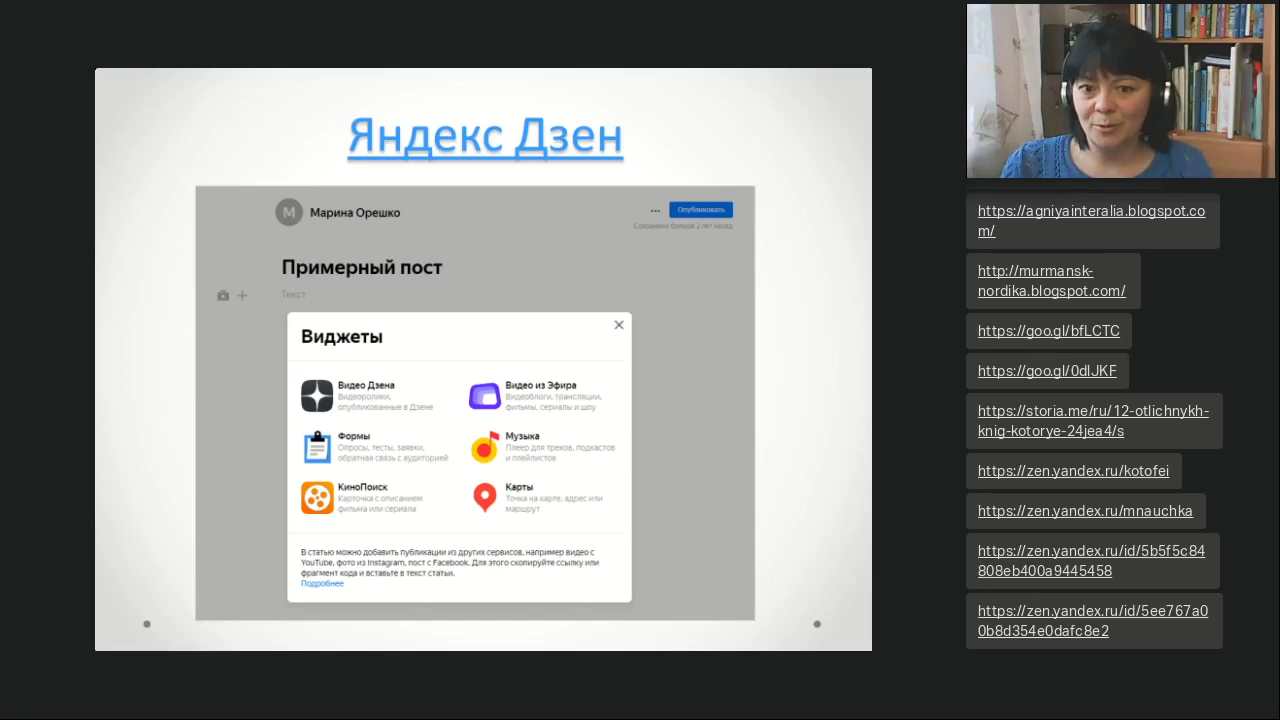 Яндекс Дзен
М
Марина Орешко
Опубликовать
Сохранено больше 2 лет назад
Примерный пост
Текст
Виджеты
Видео Дзена
Видеоролики,
опубликованные в Дзене
Видео из Эфира
Видеоблоги, трансляции,
фильмы, сериалы и шоу
Формы
Опросы, тесты, заявки,
обратная связь с аудиторией
Музыка
Плеер для треков, подкастов
и плейлистов
КиноПоиск
Карточка с описанием
фильма или сериала
Карты
Точка на карте, адрес или
маршрут
В статью можно добавить публикации из других сервисов, например видео с
YouTube, фото из Instagram, пост с Facebook. Для этого скопируйте ссылку или
фрагмент кода и вставьте в текст статьи.
Подробнее
https://agniyainteralia.blogspot.co
m/
http://murmansk-
nordika.blogspot.com/
https://goo.gl/bfLCTC
https://goo.gl/0dlJKF
https://storia.me/ru/12-otlichnykh-
knig-kotorye-24jea4/s
https://zen.yandex.ru/kotofei
https://zen.yandex.ru/mnauchka
https://zen.yandex.ru/id/5b5f5c84
808eb400a9445458
https://zen.yandex.ru/id/5ee767a0
0b8d354e0dafc8e2